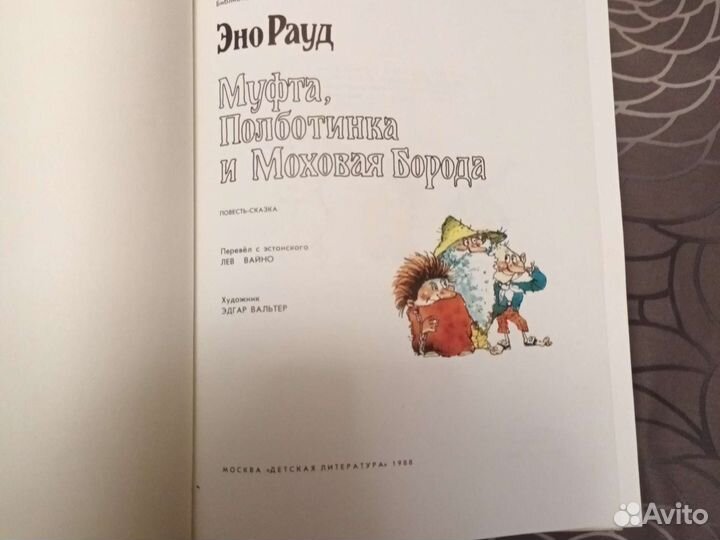 Эно Рауд
Муфта,
Полботинка
и Моховая Борода
ПОВЕСТЬ-СКАЗКА
Перевёл с эстонского
ЛЕВ ВАЙНО
Художник
ЭДГАР ВАЛЬТЕР
МОСКВА «ДЕТСКАЯ ЛИТЕРАТУРА» 1988
Avito